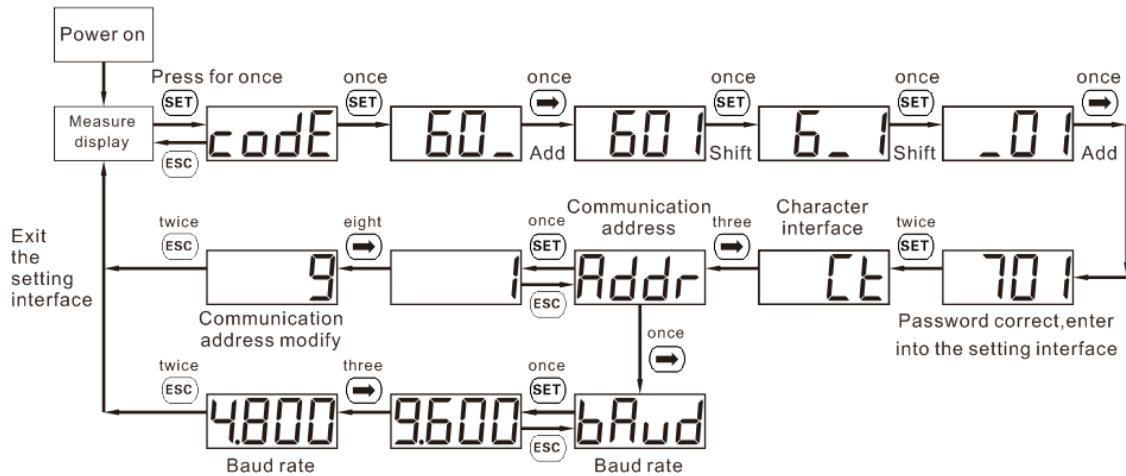 Power on
Press for once
once
once
once
once
once
SET
SET
➡
SET
SET
➡
Measure
display
codE
60_
601
6_1
_01
ESC
Add
Shift
Shift
Add
Exit
the
setting
interface
twice
eight
once
Communication
address
three
Character
interface
twice
ESC
➡
SET
➡
SET
9
1
Addr
Ct
701
ESC
Communication
address modify
once
➡
Password correct,enter
into the setting interface
twice
three
once
ESC
➡
SET
4.800
9.600
bAud
ESC
Baud rate
Baud rate